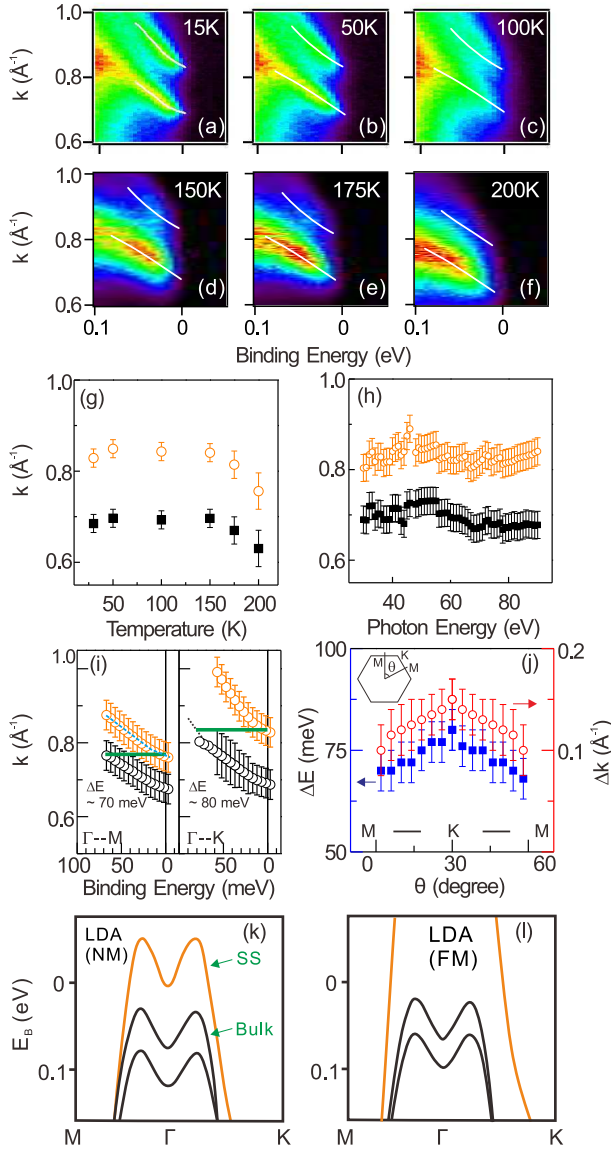 15K 50K 100K
k (Å⁻¹)
1.0
0.8
0.6
(a) (b) (c)
150K 175K 200K
k (Å⁻¹)
1.0
0.8
0.6
(d) (e) (f)
0.1 0 0.1 0 0.1 0
Binding Energy (eV)
(g)
k (Å⁻¹)
1.0
0.8
0.6
50 100 150 200
Temperature (K)
(h)
k (Å⁻¹)
1.0
0.8
0.6
40 60 80
Photon Energy (eV)
(i)
k (Å⁻¹)
1.0
0.8
0.6
ΔE
~ 70 meV
Γ--M
ΔE
~ 80 meV
Γ--K
100 50 0 50 0
Binding Energy (meV)
(j)
M K M
θ
ΔE (meV)
100
75
50
Δk (Å⁻¹)
0.2
0.1
M — K — M
0 30 60
θ (degree)
LDA
(NM)
(k)
SS
Bulk
E_B (eV)
0
0.1
M Γ K
LDA
(FM)
(l)
0
0.1
M Γ K